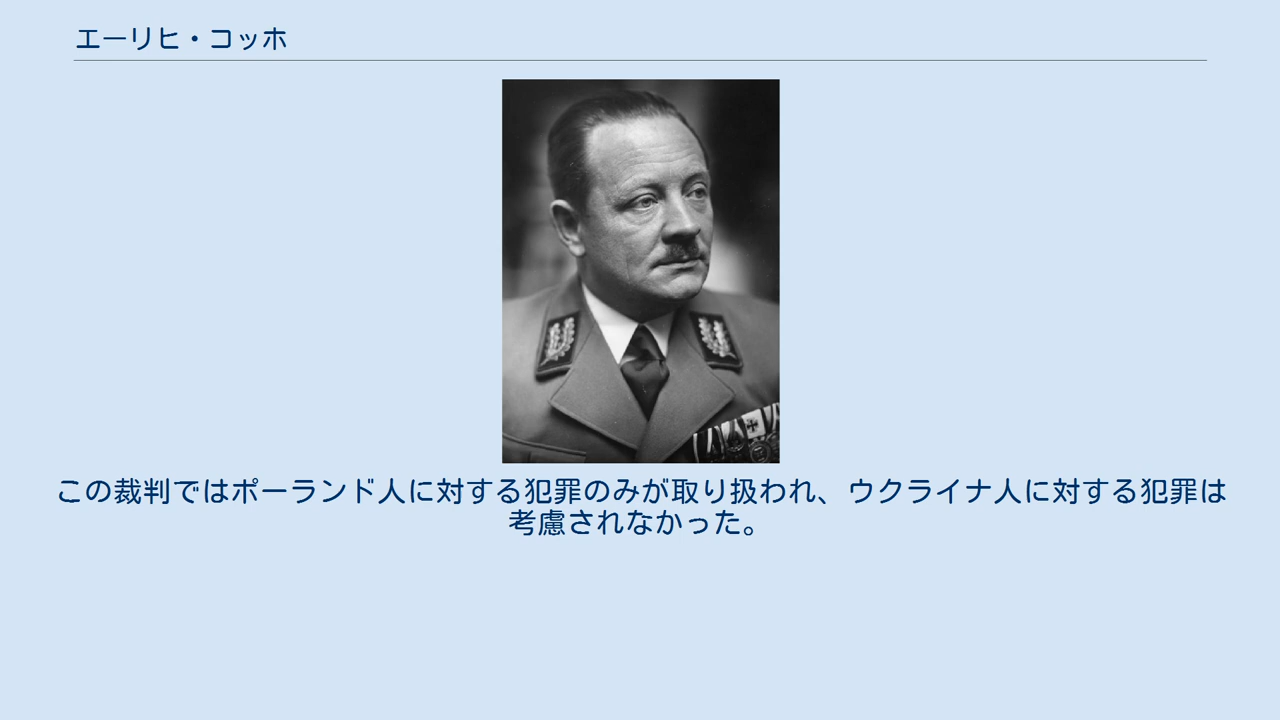 エーリヒ・コッホ
この裁判ではポーランド人に対する犯罪のみが取り扱われ、ウクライナ人に対する犯罪は
考慮されなかった。